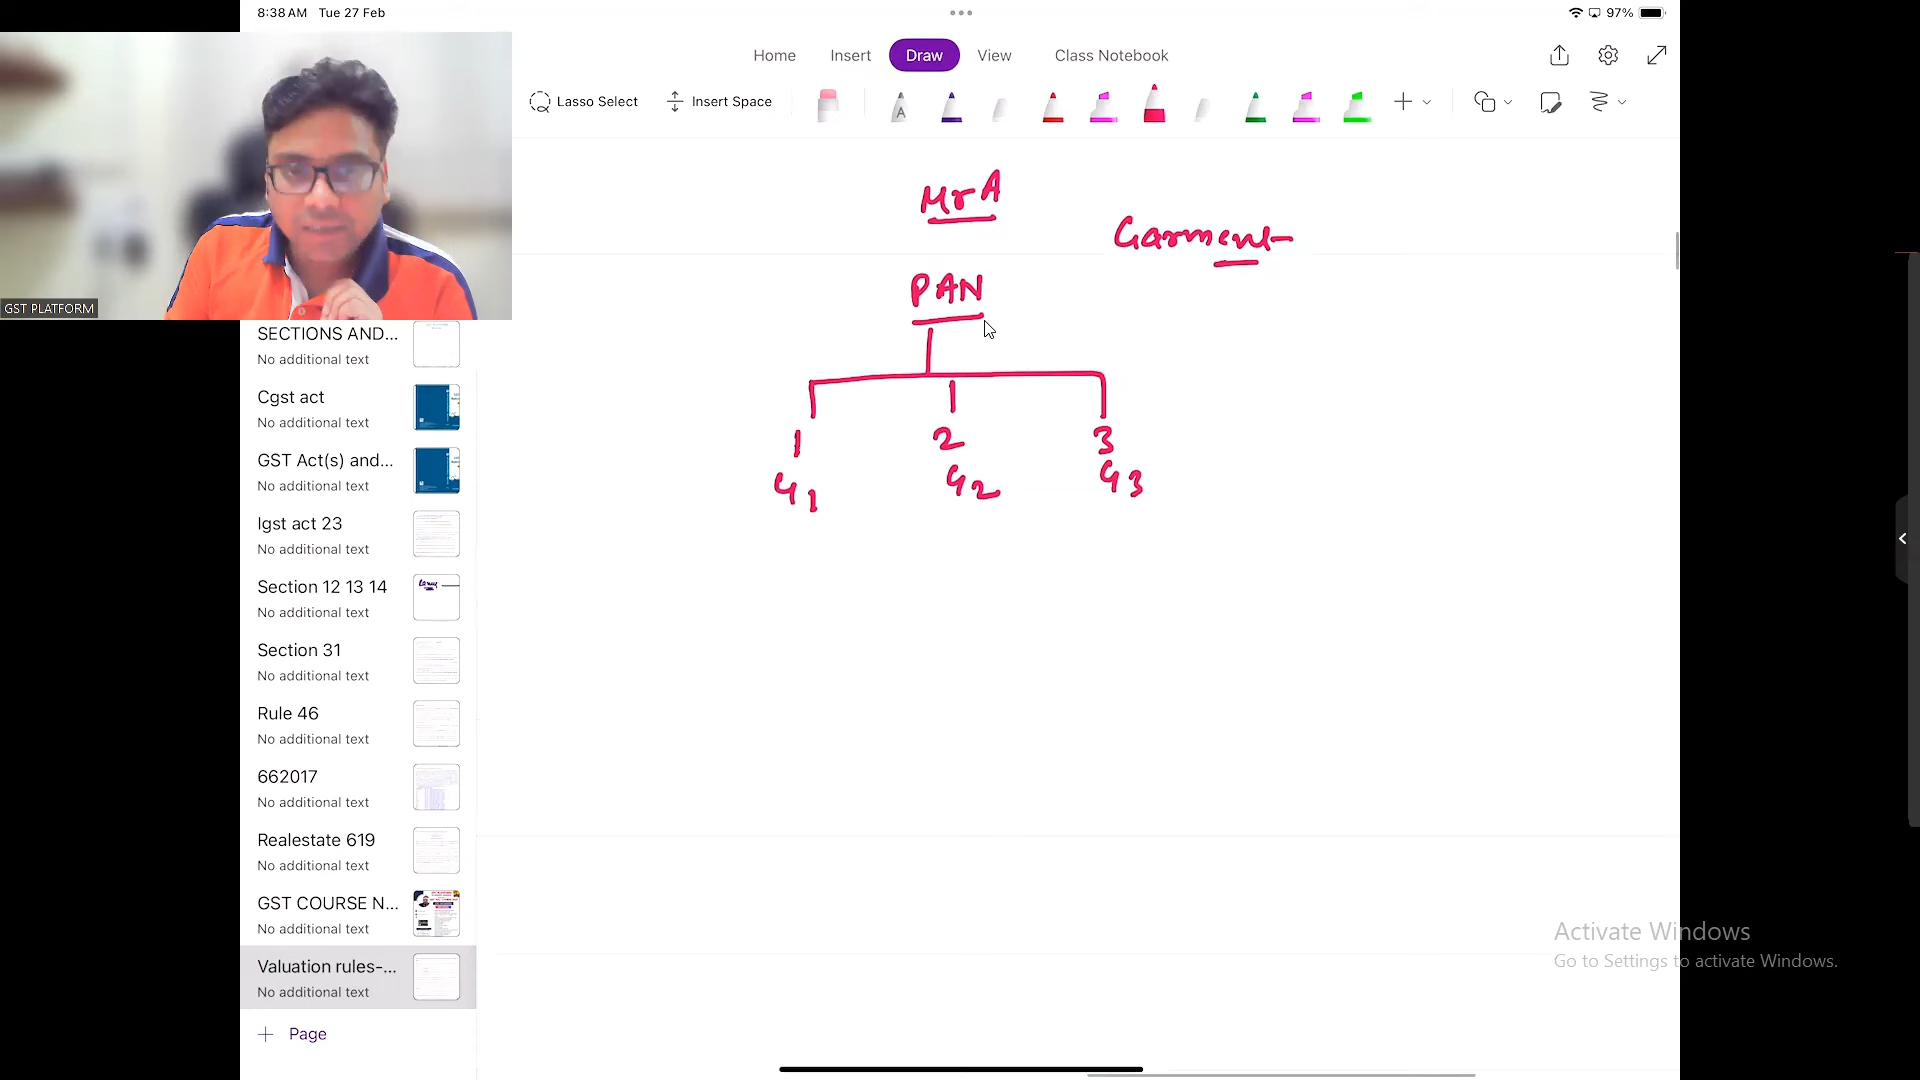 8:38 AM Tue 27 Feb
97%
Home Insert Draw View Class Notebook
Lasso Select Insert Space
A
GST PLATFORM
SECTIONS AND...
No additional text
Cgst act
No additional text
GST Act(s) and...
No additional text
Igst act 23
No additional text
Section 12 13 14
No additional text
Section 31
No additional text
Rule 46
No additional text
662017
No additional text
Realestate 619
No additional text
GST COURSE N...
No additional text
Valuation rules-...
No additional text
Page
Mr A
Garment
PAN
1 2 3
G1 G2 G3
Activate Windows
Go to Settings to activate Windows.